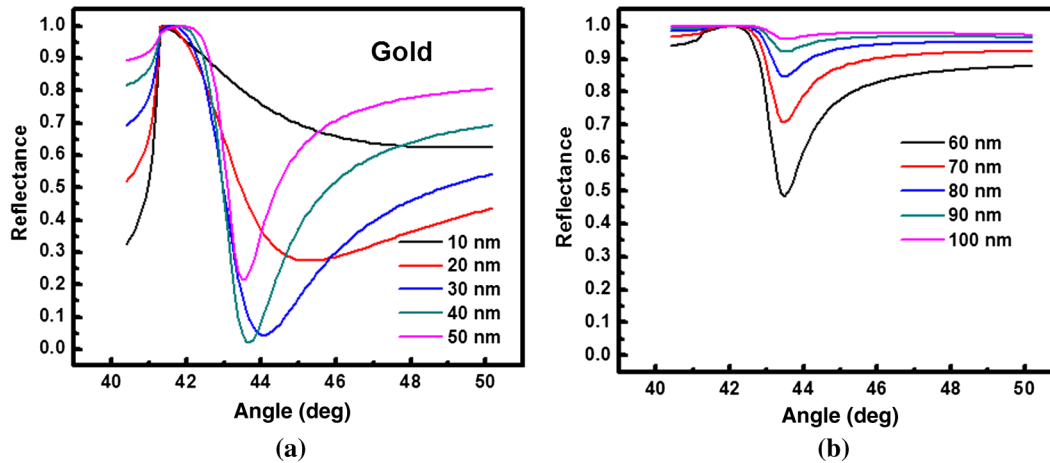 Gold
Reflectance
1.0
0.9
0.8
0.7
0.6
0.5
0.4
0.3
0.2
0.1
0.0
10 nm
20 nm
30 nm
40 nm
50 nm
40 42 44 46 48 50
Angle (deg)
(a)
Reflectance
1.0
0.9
0.8
0.7
0.6
0.5
0.4
0.3
0.2
0.1
0.0
60 nm
70 nm
80 nm
90 nm
100 nm
40 42 44 46 48 50
Angle (deg)
(b)